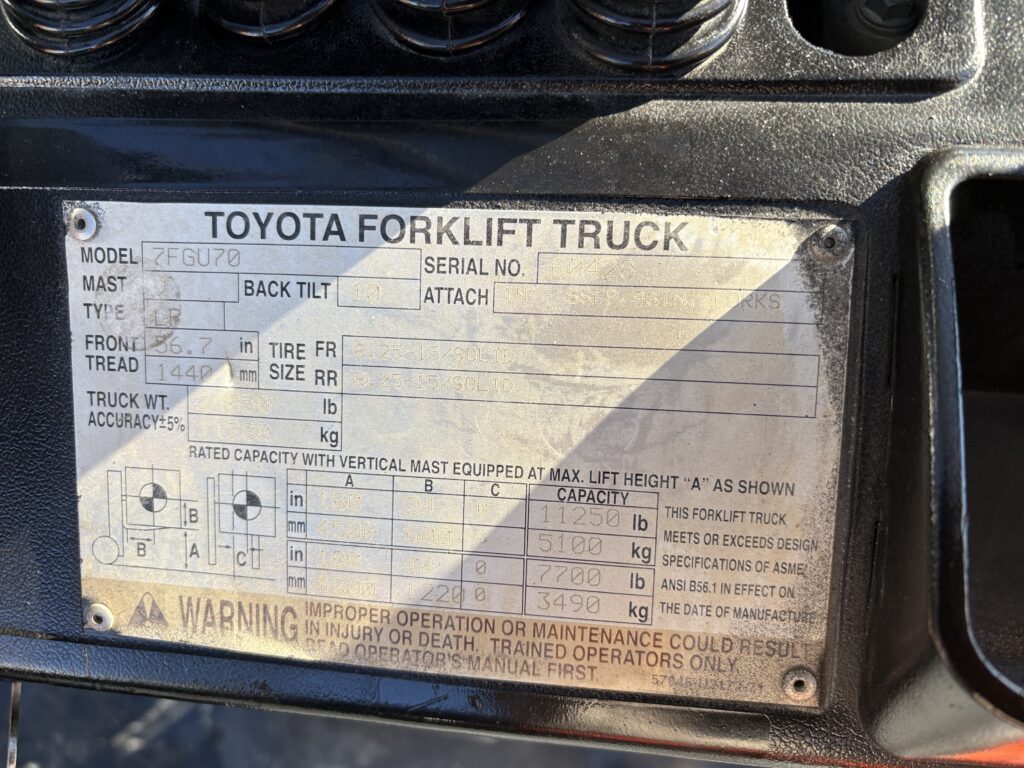 TOYOTA FORKLIFT TRUCK
MODEL 7FGU70 SERIAL NO. 60428
MAST BACK TILT 10 ATTACH FORKS
TYPE LP
FRONT TREAD 56.7 in TIRE SIZE FR 8.25-15/SOLID
1440 mm RR 8.25-15/SOLID
TRUCK WT. lb
ACCURACY±5% kg
RATED CAPACITY WITH VERTICAL MAST EQUIPPED AT MAX. LIFT HEIGHT "A" AS SHOWN
A B C CAPACITY
in 24 11250 lb THIS FORKLIFT TRUCK
mm 5100 kg MEETS OR EXCEEDS DESIGN
in 0 7700 lb SPECIFICATIONS OF ASME/
mm 0 3490 kg ANSI B56.1 IN EFFECT ON
THE DATE OF MANUFACTURE
B B A C
WARNING IMPROPER OPERATION OR MAINTENANCE COULD RESULT
IN INJURY OR DEATH. TRAINED OPERATORS ONLY.
READ OPERATOR'S MANUAL FIRST.